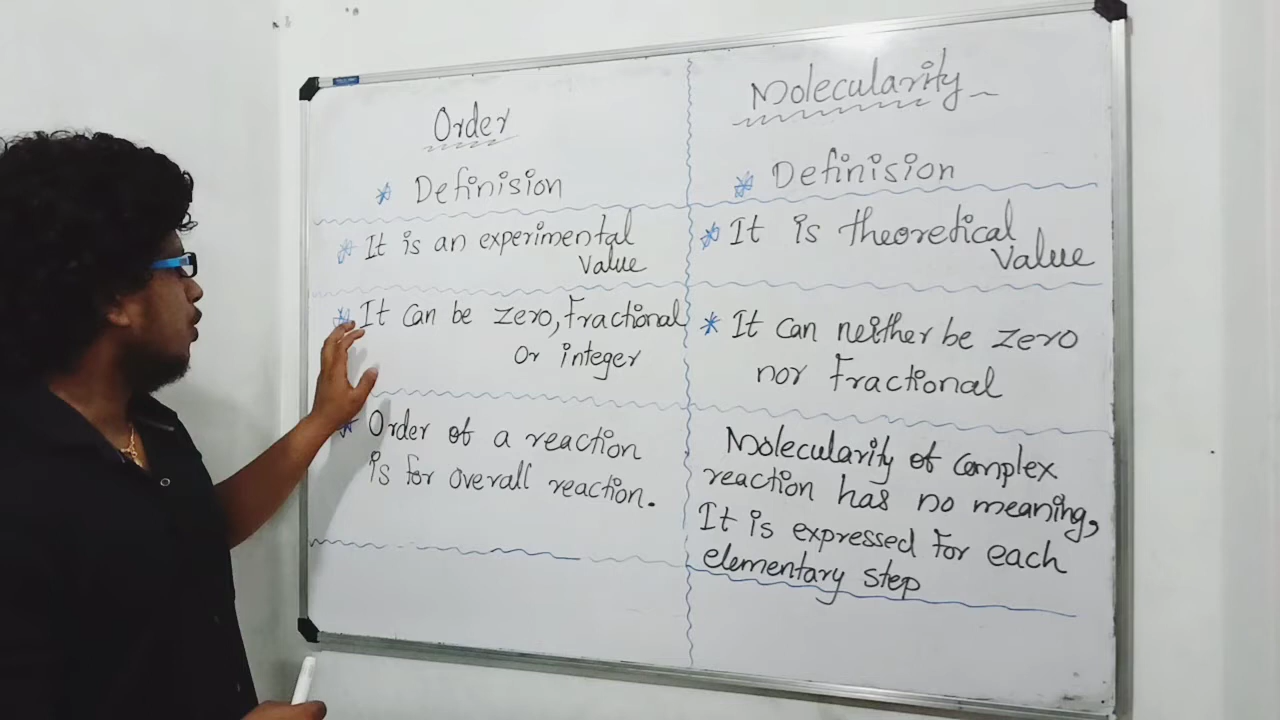 Order
* Definision
* It is an experimental
value
* It can be zero, fractional
or integer
* Order of a reaction
is for overall reaction.
Molecularity
* Definision
* It is theoretical
value
* It can neither be zero
nor fractional
Molecularity of complex
reaction has no meaning,
It is expressed for each
elementary step